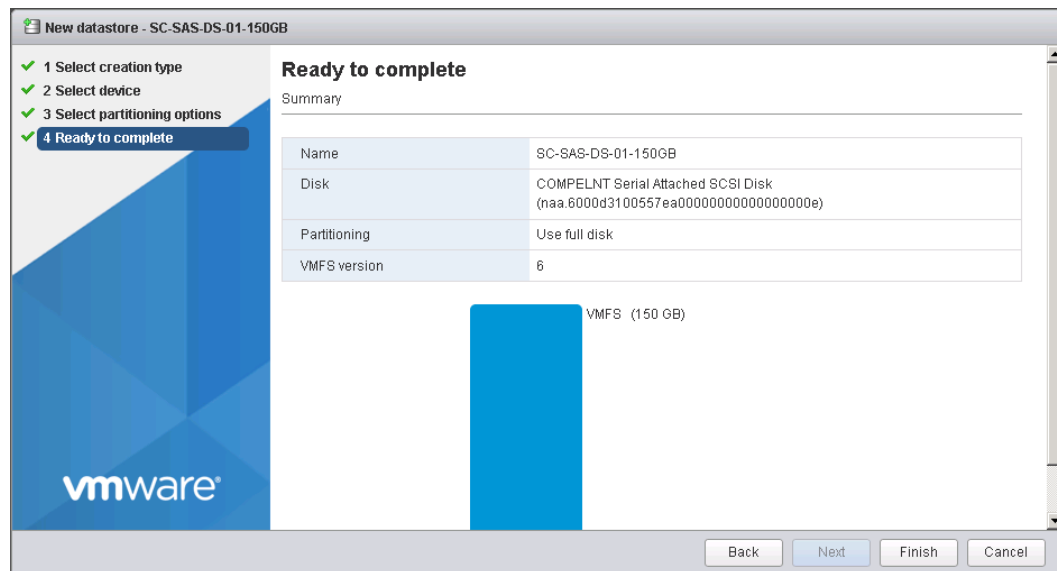 New datastore - SC-SAS-DS-01-150GB
1 Select creation type
2 Select device
3 Select partitioning options
4 Ready to complete
Ready to complete
Summary
Name SC-SAS-DS-01-150GB
Disk COMPELNT Serial Attached SCSI Disk
(naa.6000d3100557ea00000000000000000e)
Partitioning Use full disk
VMFS version 6
VMFS (150 GB)
vmware®
Back Next Finish Cancel